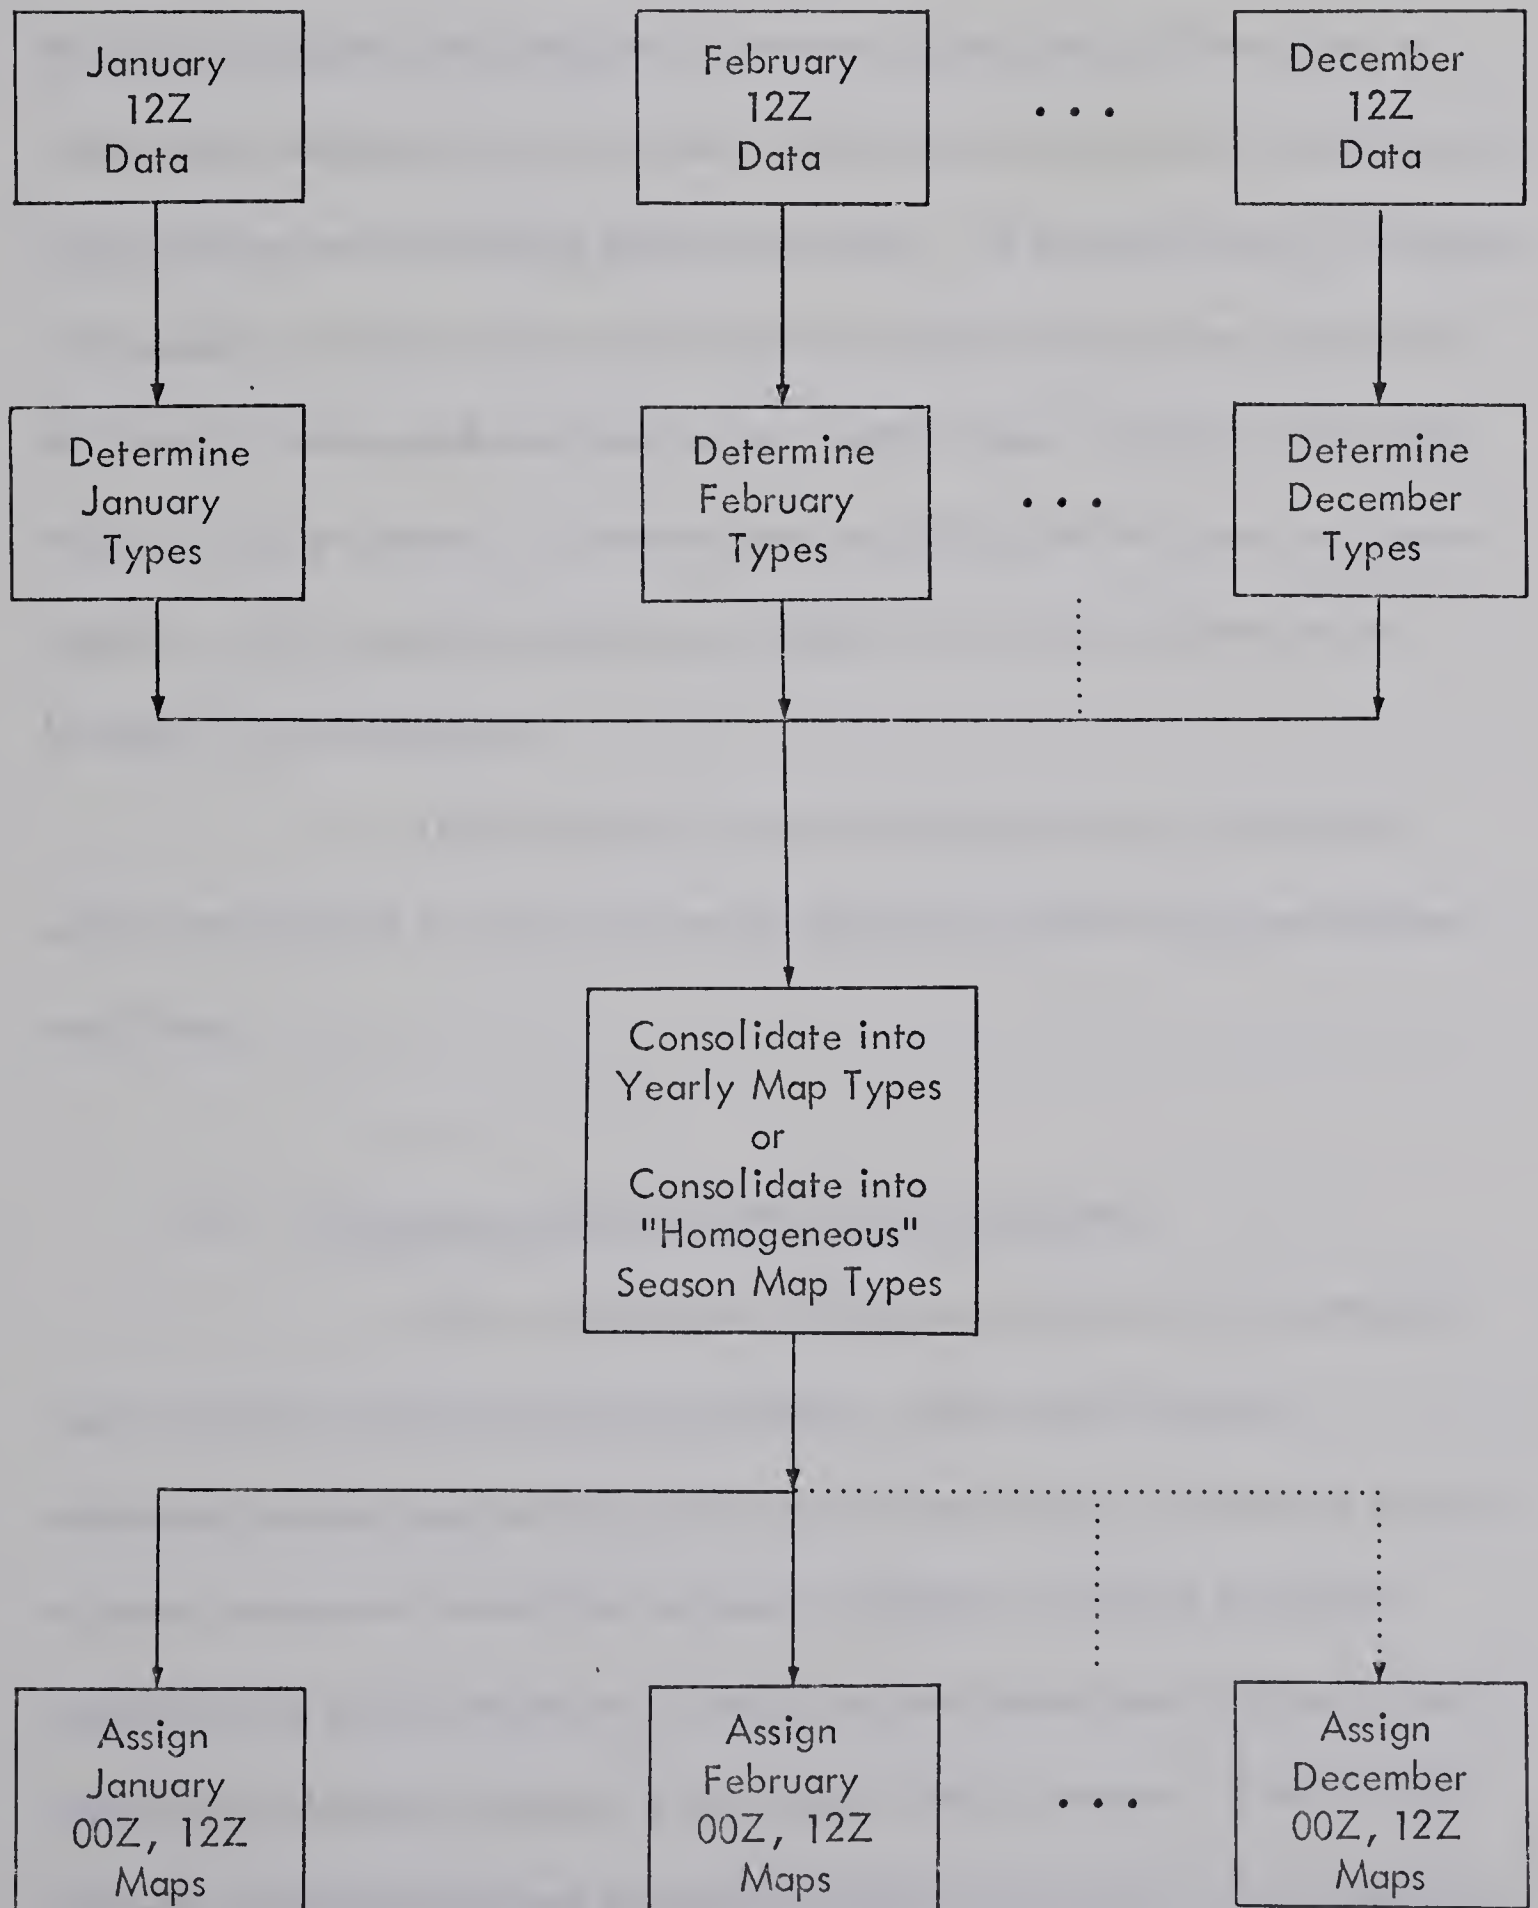 January
12Z
Data
February
12Z
Data
• • •
December
12Z
Data
Determine
January
Types
Determine
February
Types
• • •
Determine
December
Types
Consolidate into
Yearly Map Types
or
Consolidate into
"Homogeneous"
Season Map Types
Assign
January
00Z, 12Z
Maps
Assign
February
00Z, 12Z
Maps
• • •
Assign
December
00Z, 12Z
Maps